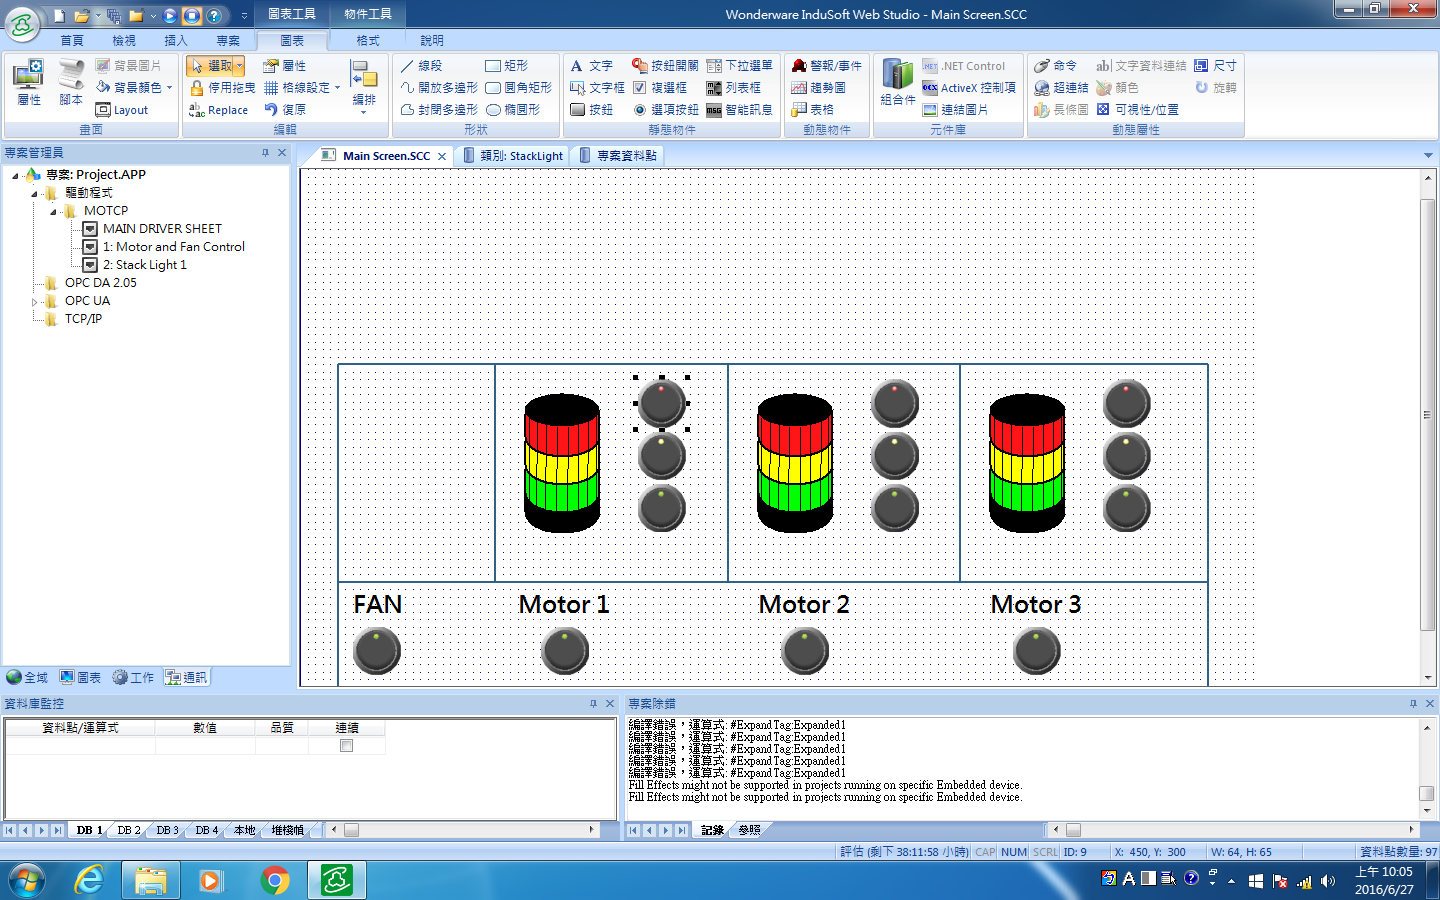 圖表工具 物件工具 Wonderware InduSoft Web Studio - Main Screen.SCC
首頁 檢視 插入 專案 圖表 格式 說明
屬性 腳本 背景圖片 背景顏色 Layout
畫面
選取 停用拖曳 Replace 屬性 格線設定 復原 編排
編輯
線段 開放多邊形 封閉多邊形 矩形 圓角矩形 橢圓形
形狀
文字 文字框 按鈕 按鈕開關 複選框 選項按鈕 下拉選單 列表框 智能訊息
靜態物件
警報/事件 趨勢圖 表格
動態物件
組合件 .NET Control ActiveX 控制項 連結圖片
元件庫
命令 超連結 長條圖 文字資料連結 顏色 可視性/位置 尺寸 旋轉
動態屬性
專案管理員
Main Screen.SCC 類別: StackLight 專案資料點
專案: Project.APP
驅動程式
MOTCP
MAIN DRIVER SHEET
1: Motor and Fan Control
2: Stack Light 1
OPC DA 2.05
OPC UA
TCP/IP
FAN Motor 1 Motor 2 Motor 3
全域 圖表 工作 通訊
資料庫監控
資料點/運算式 數值 品質 連續
DB 1 DB 2 DB 3 DB 4 本地 堆棧幀
專案除錯
編譯錯誤，運算式: #ExpandTag:Expanded1
編譯錯誤，運算式: #ExpandTag:Expanded1
編譯錯誤，運算式: #ExpandTag:Expanded1
編譯錯誤，運算式: #ExpandTag:Expanded1
編譯錯誤，運算式: #ExpandTag:Expanded1
Fill Effects might not be supported in projects running on specific Embedded device.
Fill Effects might not be supported in projects running on specific Embedded device.
記錄 參照
評估 (剩下 38:11:58 小時) CAP NUM SCRL ID: 9 X: 450, Y: 300 W: 64, H: 65 資料點數量: 97
A
上午 10:05
2016/6/27